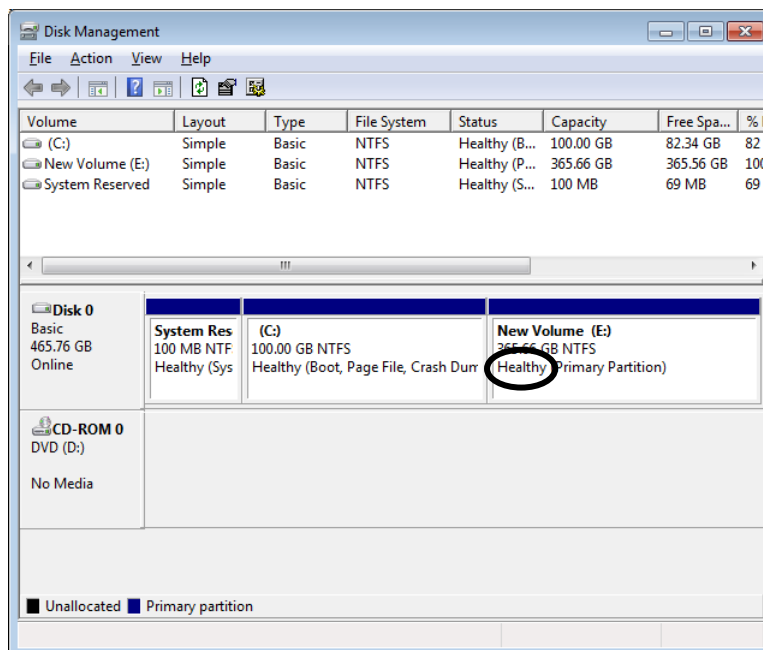 Disk Management
File Action View Help
Volume Layout Type File System Status Capacity Free Spa... %
(C:) Simple Basic NTFS Healthy (B... 100.00 GB 82.34 GB 82
New Volume (E:) Simple Basic NTFS Healthy (P... 365.66 GB 365.56 GB 100
System Reserved Simple Basic NTFS Healthy (S... 100 MB 69 MB 69
Disk 0
Basic
465.76 GB
Online
System Res
100 MB NTF
Healthy (Sys
(C:)
100.00 GB NTFS
Healthy (Boot, Page File, Crash Dum
New Volume (E:)
365.66 GB NTFS
Healthy (Primary Partition)
CD-ROM 0
DVD (D:)
No Media
Unallocated Primary partition